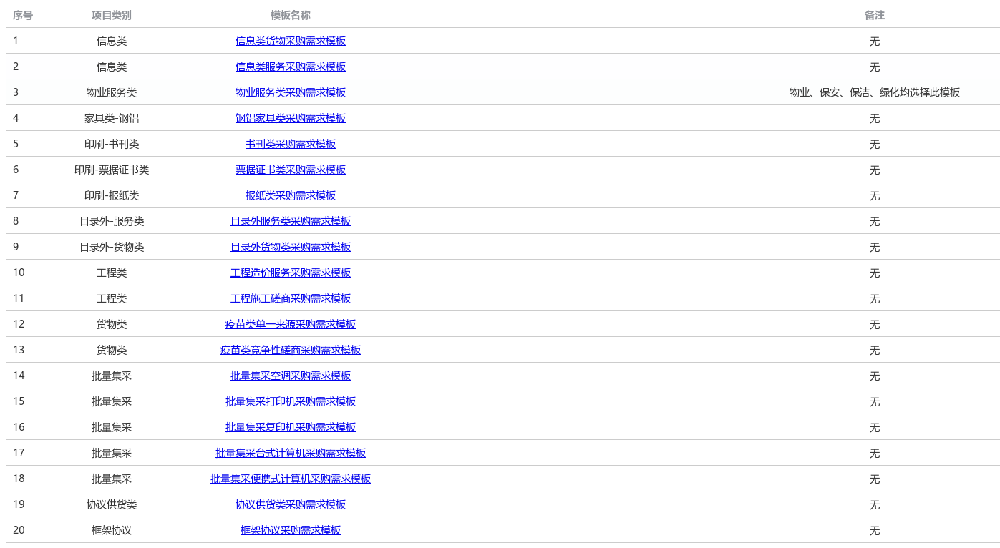 序号 项目类别 模板名称 备注
1 信息类 信息类货物采购需求模板 无
2 信息类 信息类服务采购需求模板 无
3 物业服务类 物业服务类采购需求模板 物业、保安、保洁、绿化均选择此模板
4 家具类-钢铝 钢铝家具类采购需求模板 无
5 印刷-书刊类 书刊类采购需求模板 无
6 印刷-票据证书类 票据证书类采购需求模板 无
7 印刷-报纸类 报纸类采购需求模板 无
8 目录外-服务类 目录外服务类采购需求模板 无
9 目录外-货物类 目录外货物类采购需求模板 无
10 工程类 工程造价服务采购需求模板 无
11 工程类 工程施工磋商采购需求模板 无
12 货物类 疫苗类单一来源采购需求模板 无
13 货物类 疫苗类竞争性磋商采购需求模板 无
14 批量集采 批量集采空调采购需求模板 无
15 批量集采 批量集采打印机采购需求模板 无
16 批量集采 批量集采复印机采购需求模板 无
17 批量集采 批量集采台式计算机采购需求模板 无
18 批量集采 批量集采便携式计算机采购需求模板 无
19 协议供货类 协议供货类采购需求模板 无
20 框架协议 框架协议采购需求模板 无